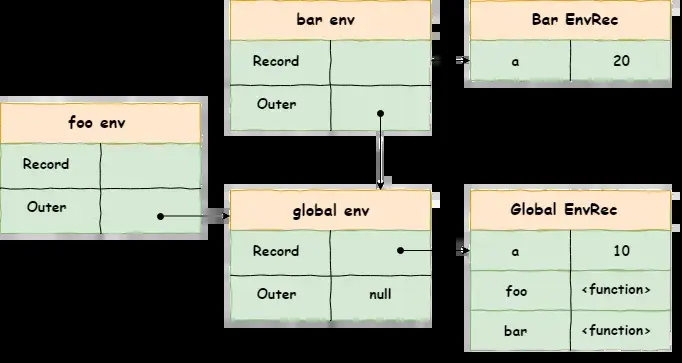 bar env
Record
Outer
Bar EnvRec
a 20
foo env
Record
Outer
global env
Record
Outer null
Global EnvRec
a 10
foo <function>
bar <function>